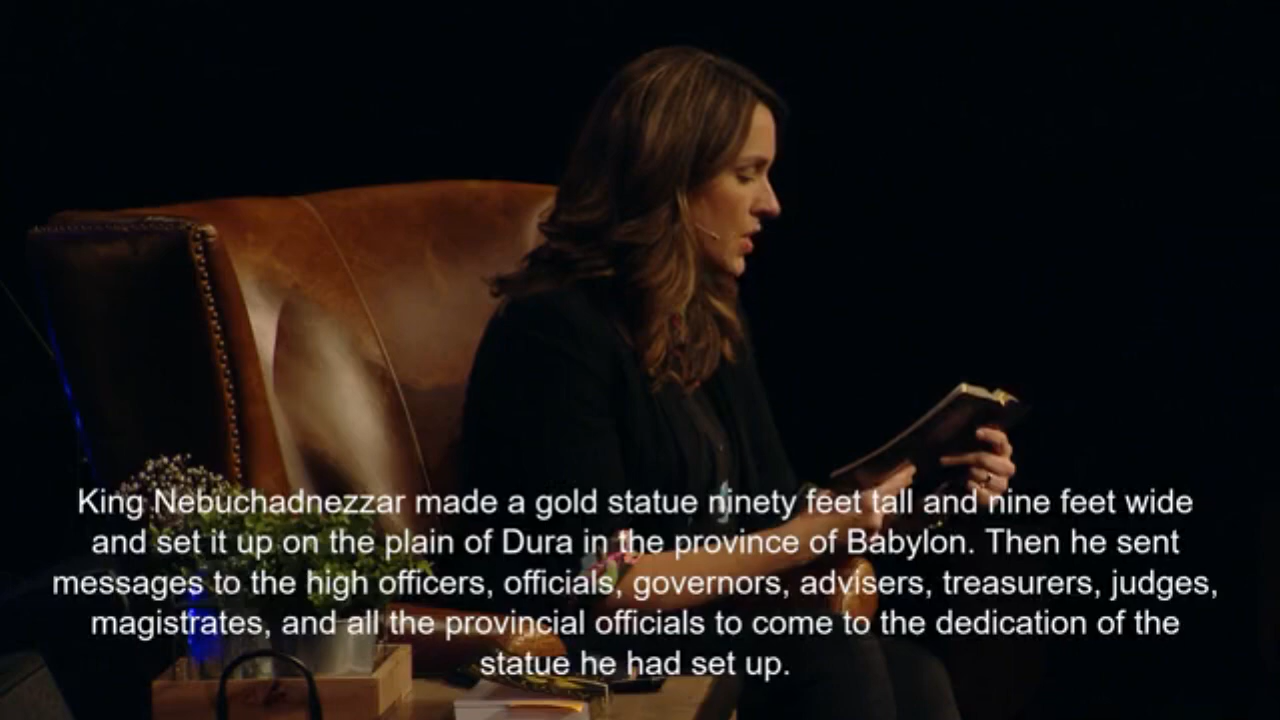 King Nebuchadnezzar made a gold statue ninety feet tall and nine feet wide
and set it up on the plain of Dura in the province of Babylon. Then he sent
messages to the high officers, officials, governors, advisers, treasurers, judges,
magistrates, and all the provincial officials to come to the dedication of the
statue he had set up.